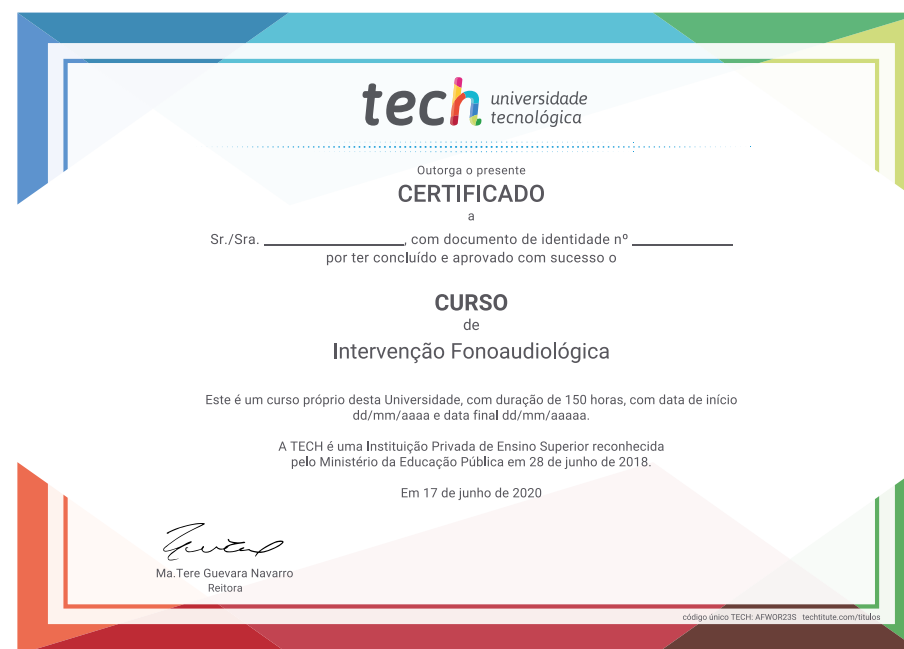 tech universidade
tecnológica
Outorga o presente
CERTIFICADO
a
Sr./Sra. ____________________, com documento de identidade nº ______________
por ter concluído e aprovado com sucesso o
CURSO
de
Intervenção Fonoaudiológica
Este é um curso próprio desta Universidade, com duração de 150 horas, com data de início
dd/mm/aaaa e data final dd/mm/aaaaa.
A TECH é uma Instituição Privada de Ensino Superior reconhecida
pelo Ministério da Educação Pública em 28 de junho de 2018.
Em 17 de junho de 2020
Ma.Tere Guevara Navarro
Reitora
código único TECH: AFWOR23S techtitute.com/titulos